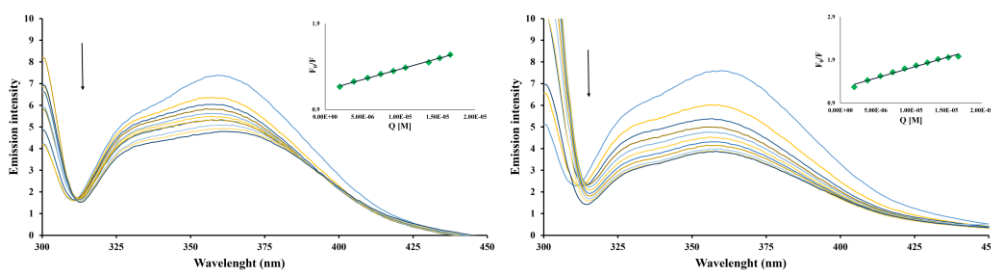 10
9
8
7
6
5
4
3
2
1
0
Emission intensity
300
325
350
375
400
425
450
Wavelenght (nm)
1.9
0.9
F₀/F
0.00E+00
5.00E-06
1.00E-05
1.50E-05
2.00E-05
Q [M]
10
9
8
7
6
5
4
3
2
1
0
Emission intensity
300
325
350
375
400
425
450
Wavelenght (nm)
2.9
1.9
0.9
F₀/F
0.00E+00
5.00E-06
1.00E-05
1.50E-05
Q [M]